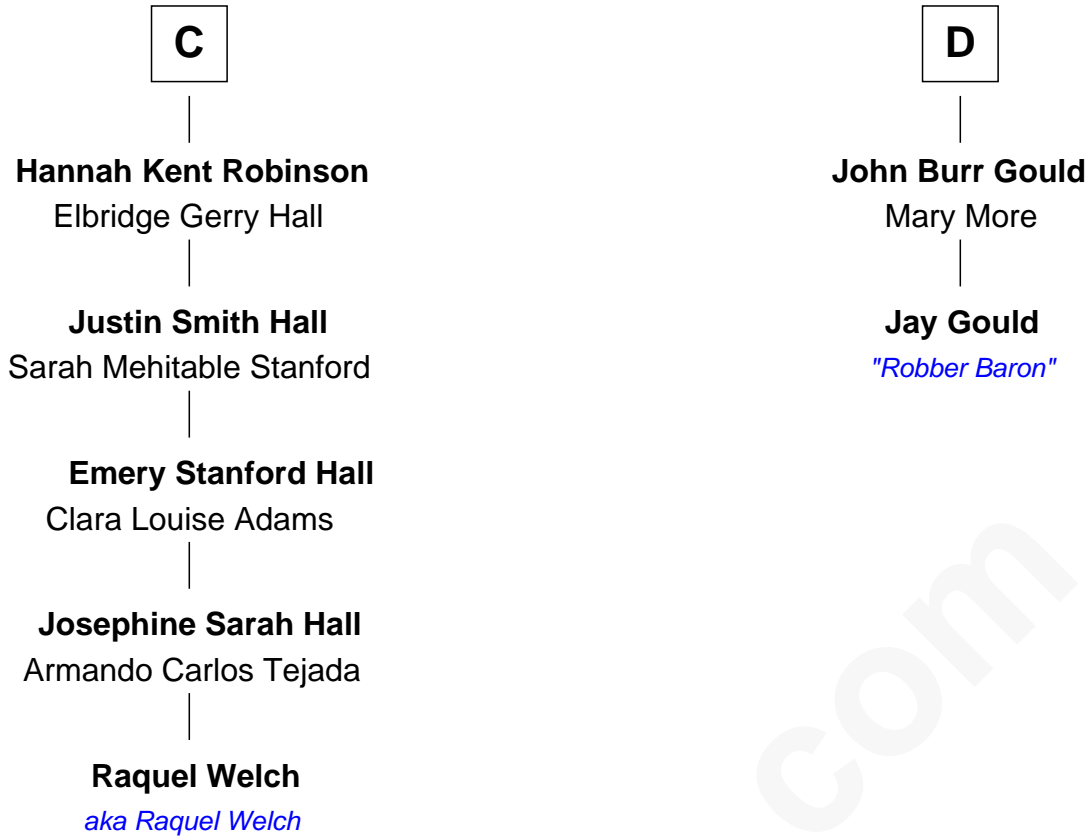 C
Hannah Kent Robinson
Elbridge Gerry Hall
Justin Smith Hall
Sarah Mehitable Stanford
Emery Stanford Hall
Clara Louise Adams
Josephine Sarah Hall
Armando Carlos Tejada
Raquel Welch
aka Raquel Welch
D
John Burr Gould
Mary More
Jay Gould
"Robber Baron"
com